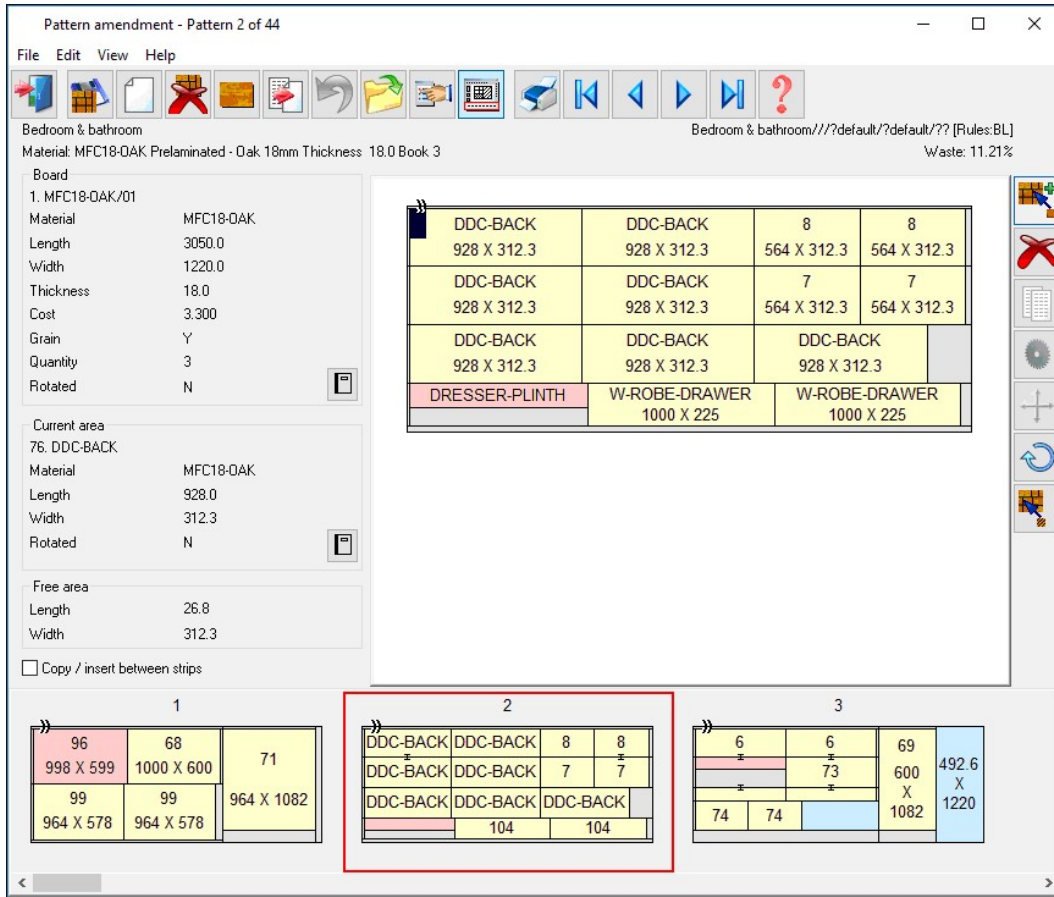 Pattern amendment - Pattern 2 of 44
File Edit View Help
Bedroom & bathroom
Bedroom & bathroom///?default/?default/?? [Rules:BL]
Material: MFC18-OAK Prelaminated - Oak 18mm Thickness 18.0 Book 3
Waste: 11.21%
Board
1. MFC18-OAK/01
Material MFC18-OAK
Length 3050.0
Width 1220.0
Thickness 18.0
Cost 3.300
Grain Y
Quantity 3
Rotated N
Current area
76. DDC-BACK
Material MFC18-OAK
Length 928.0
Width 312.3
Rotated N
Free area
Length 26.8
Width 312.3
Copy / insert between strips
DDC-BACK DDC-BACK 8 8
928 X 312.3 928 X 312.3 564 X 312.3 564 X 312.3
DDC-BACK DDC-BACK 7 7
928 X 312.3 928 X 312.3 564 X 312.3 564 X 312.3
DDC-BACK DDC-BACK DDC-BACK
928 X 312.3 928 X 312.3 928 X 312.3
DRESSER-PLINTH W-ROBE-DRAWER W-ROBE-DRAWER
1000 X 225 1000 X 225
1
96 68
998 X 599 1000 X 600
71
964 X 1082
99 99
964 X 578 964 X 578
2
DDC-BACK DDC-BACK 8 8
DDC-BACK DDC-BACK 7 7
DDC-BACK DDC-BACK DDC-BACK
104 104
3
6 6
73
74 74
69
600
X
1082
492.6
X
1220